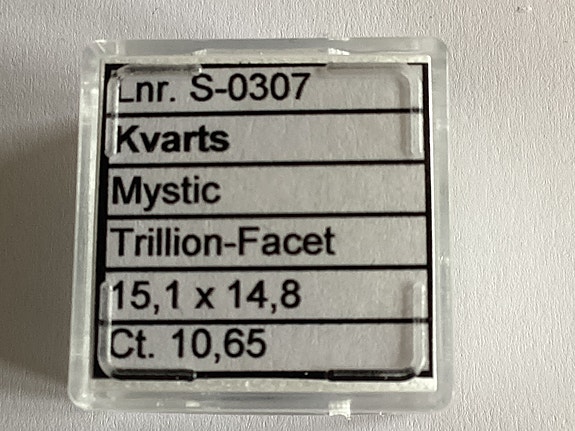 Lnr. S-0307
Kvarts
Mystic
Trillion-Facet
15,1 x 14,8
Ct. 10,65